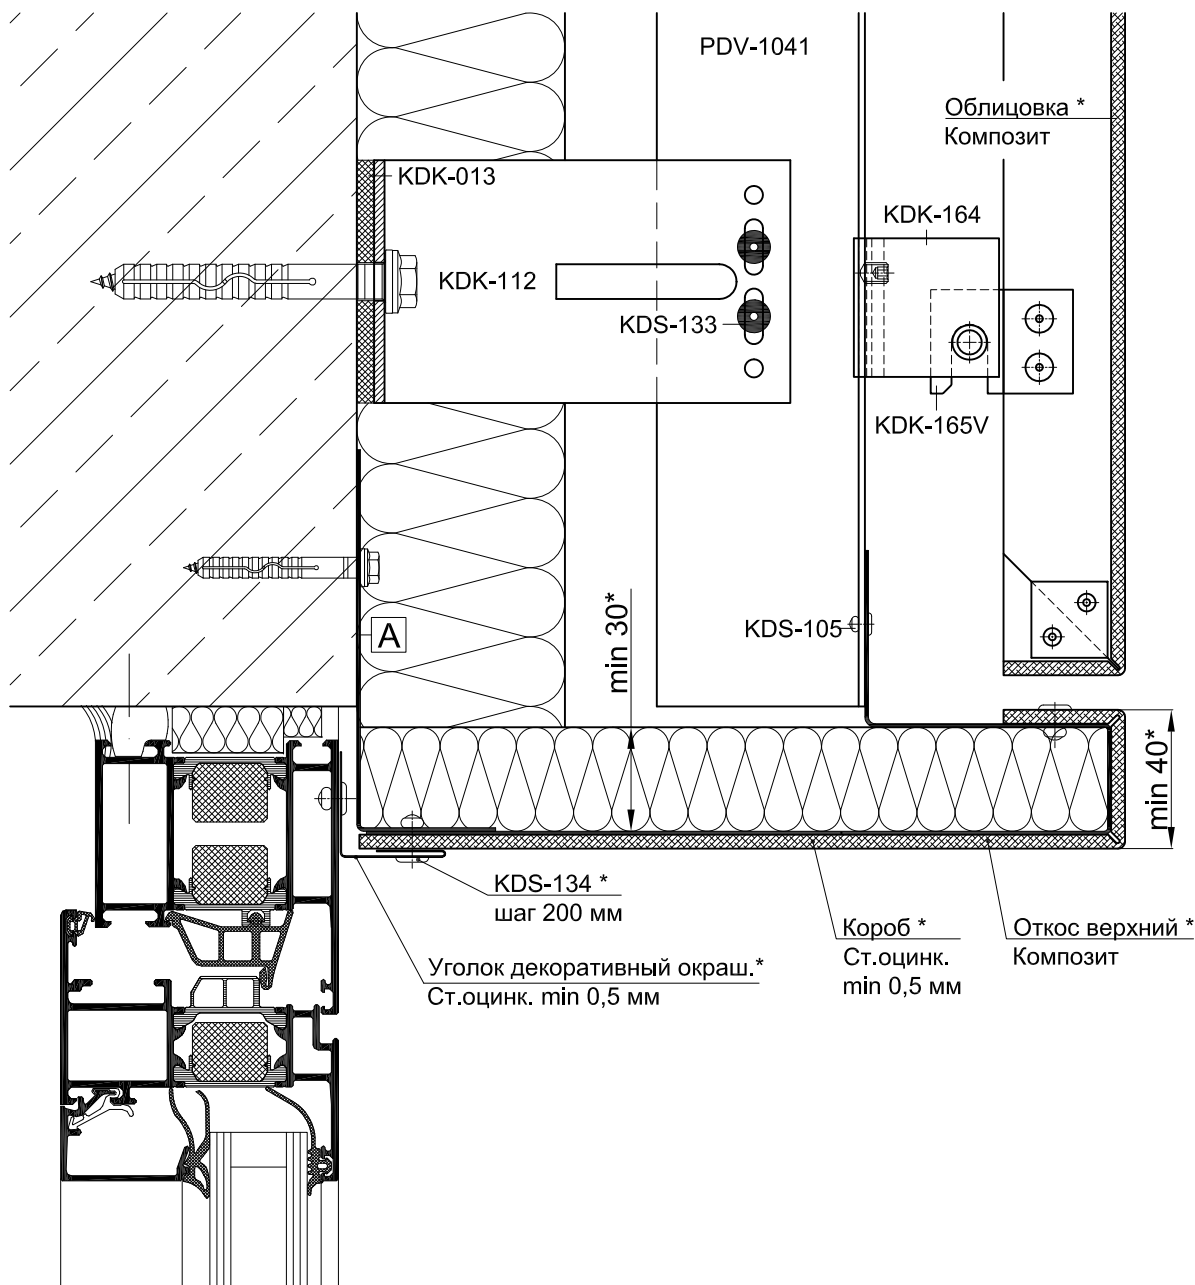 PDV-1041
Облицовка *
Композит
KDK-013
KDK-164
KDK-112
KDS-133
KDK-165V
A
min 30*
KDS-105
min 40*
KDS-134 *
шаг 200 мм
Короб *
Ст.оцинк.
min 0,5 мм
Откос верхний *
Композит
Уголок декоративный окраш.*
Ст.оцинк. min 0,5 мм